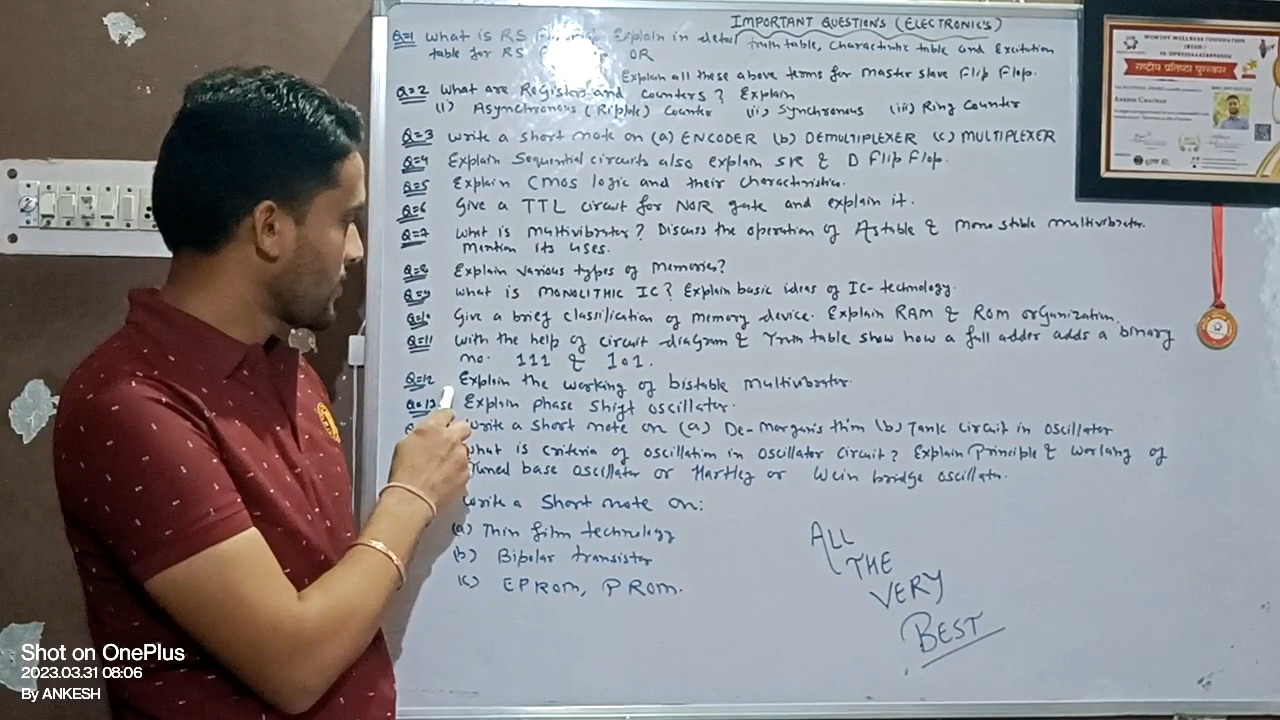 IMPORTANT QUESTION'S (ELECTRONIC'S)
Q=1 What is RS Flip Flop Explain in detail truth table, Characteristic table and Excitation
table for RS OR
Explain all these above terms for Master slave Flip Flop.
Q=2 What are Registers and Counters? Explain
(i) Asynchronous (Ripple) Counter (ii) Synchronous (iii) Ring Counter
Q=3 Write a short note on (a) ENCODER (b) DEMULTIPLEXER (c) MULTIPLEXER
Q=4 Explain Sequential circuits also explain SR & D Flip Flop.
Q=5 Explain CMOS logic and their characteristics.
Q=6 Give a TTL circuit for NOR gate and explain it.
Q=7 What is Multivibrator? Discuss the operation of Astable & Mono stable multivibrator.
Mention its uses.
Q=8 Explain various types of Memories?
Q=9 What is MONOLITHIC IC? Explain basic ideas of IC-technology.
Q=10 Give a brief classification of memory device. Explain RAM & ROM organization.
Q=11 With the help of circuit diagram & Truth table show how a full adder adds a binary
no. 111 & 101.
Q=12 Explain the working of bistable Multivibrator.
Q=13 Explain phase shift oscillator.
Write a short note on (a) De-Morgan's thm (b) Tank circuit in oscillator
What is criteria of oscillation in oscillator circuit? Explain Principle & Working of
Tuned base oscillator or Hartley or Wein bridge oscillator.
Write a Short note on:
(a) Thin film technology
(b) Bipolar transistor
(c) EPROM, PROM.
ALL
THE
VERY
BEST
WORTHY WELLNESS FOUNDATION
राष्ट्रीय प्रतिष्ठा पुरस्कार
Shot on OnePlus
2023.03.31 08:06
By ANKESH